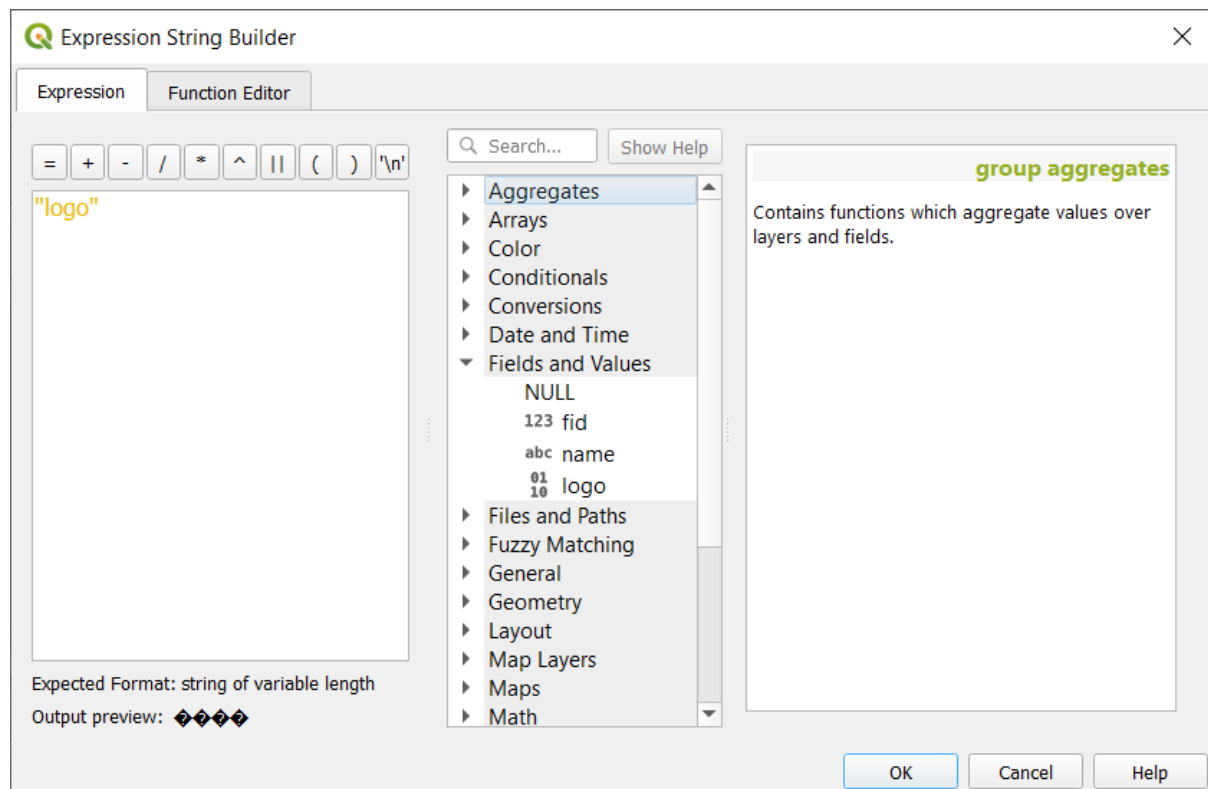 Expression String Builder
Expression
Function Editor
= + - / * ^ || ( ) '\n'
"logo"
Expected Format: string of variable length
Output preview: ����
Search...
Show Help
Aggregates
Arrays
Color
Conditionals
Conversions
Date and Time
Fields and Values
NULL
123 fid
abc name
01
10 logo
Files and Paths
Fuzzy Matching
General
Geometry
Layout
Map Layers
Maps
Math
group aggregates
Contains functions which aggregate values over
layers and fields.
OK
Cancel
Help